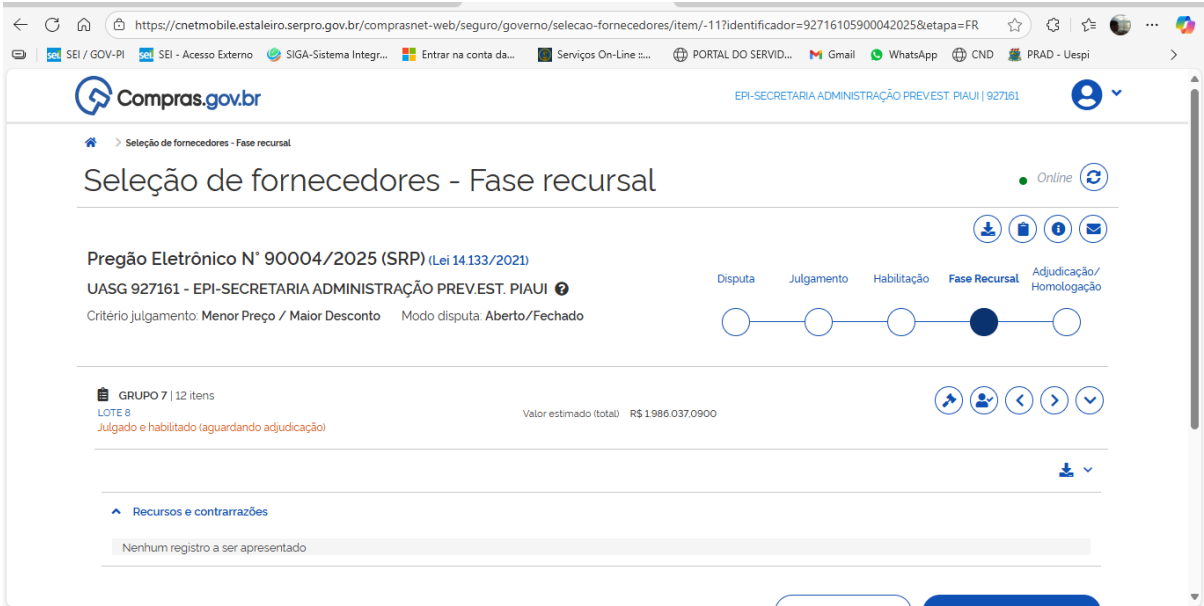 https://cnetmobile.estaleiro.serpro.gov.br/comprasnet-web/seguro/governo/selecao-fornecedores/item/-11?identificador=92716105900042025&etapa=FR
sei! SEI / GOV-PI sei! SEI - Acesso Externo SIGA-Sistema Integr... Entrar na conta da... Serviços On-Line ::... PORTAL DO SERVID... Gmail WhatsApp CND PRAD - Uespi
Compras.gov.br
EPI-SECRETARIA ADMINISTRAÇÃO PREV.EST. PIAUI | 927161
Seleção de fornecedores - Fase recursal
Seleção de fornecedores - Fase recursal
Online
Pregão Eletrônico N° 90004/2025 (SRP) (Lei 14.133/2021)
UASG 927161 - EPI-SECRETARIA ADMINISTRAÇÃO PREV.EST. PIAUI
Critério julgamento: Menor Preço / Maior Desconto Modo disputa: Aberto/Fechado
Disputa Julgamento Habilitação Fase Recursal Adjudicação/
Homologação
GRUPO 7 | 12 itens
LOTE 8
Julgado e habilitado (aguardando adjudicação)
Valor estimado (total) R$ 1.986.037,0900
Recursos e contrarrazões
Nenhum registro a ser apresentado